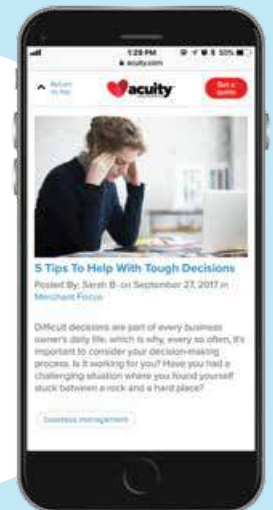 1:29 PM 50%
acuity.com
Return to top
acuity
Get a quote
5 Tips To Help With Tough Decisions
Posted By: Sarah B. on September 27, 2017 in
Merchant Focus
Difficult decisions are part of every business
owner's daily life, which is why, every so often, it's
important to consider your decision-making
process. Is it working for you? Have you had a
challenging situation where you found yourself
stuck between a rock and a hard place?
business management